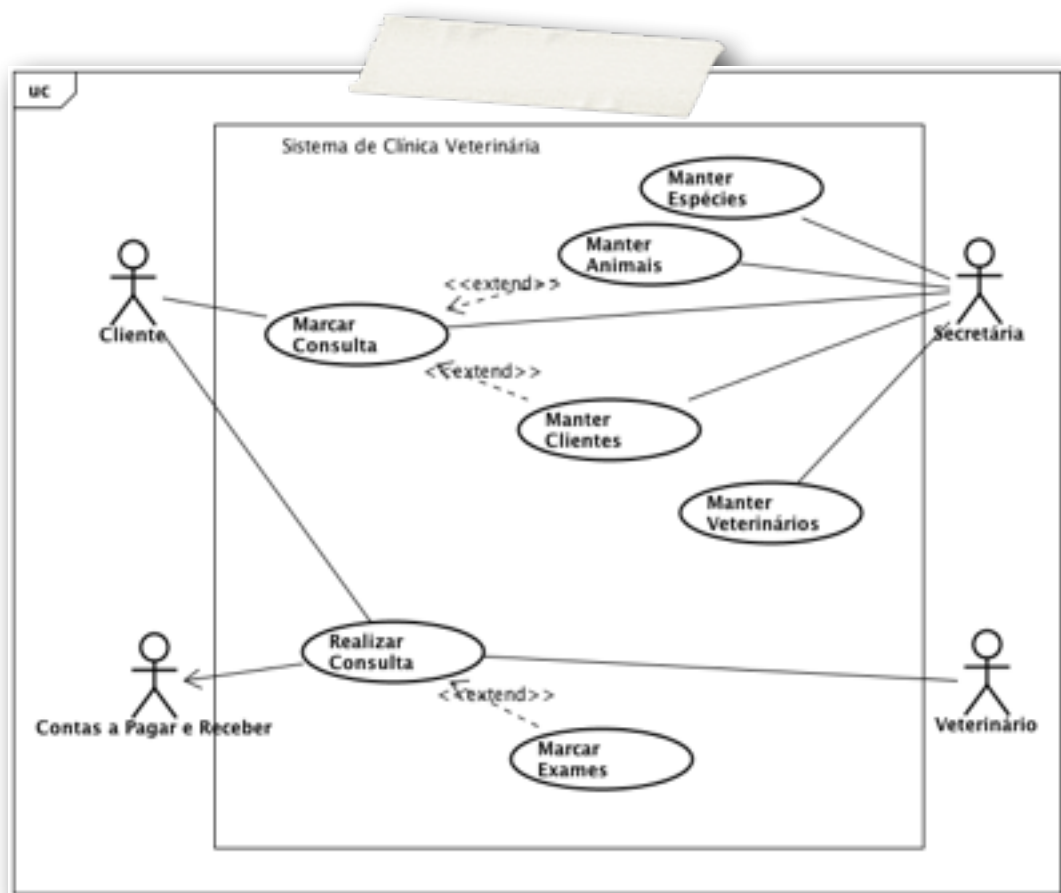 uc
Sistema de Clínica Veterinária
Manter
Espécies
Manter
Animais
<<extend>>
Cliente
Marcar
Consulta
Secretária
<<extend>>
Manter
Clientes
Manter
Veterinários
Realizar
Consulta
<<extend>>
Contas a Pagar e Receber
Veterinário
Marcar
Exames